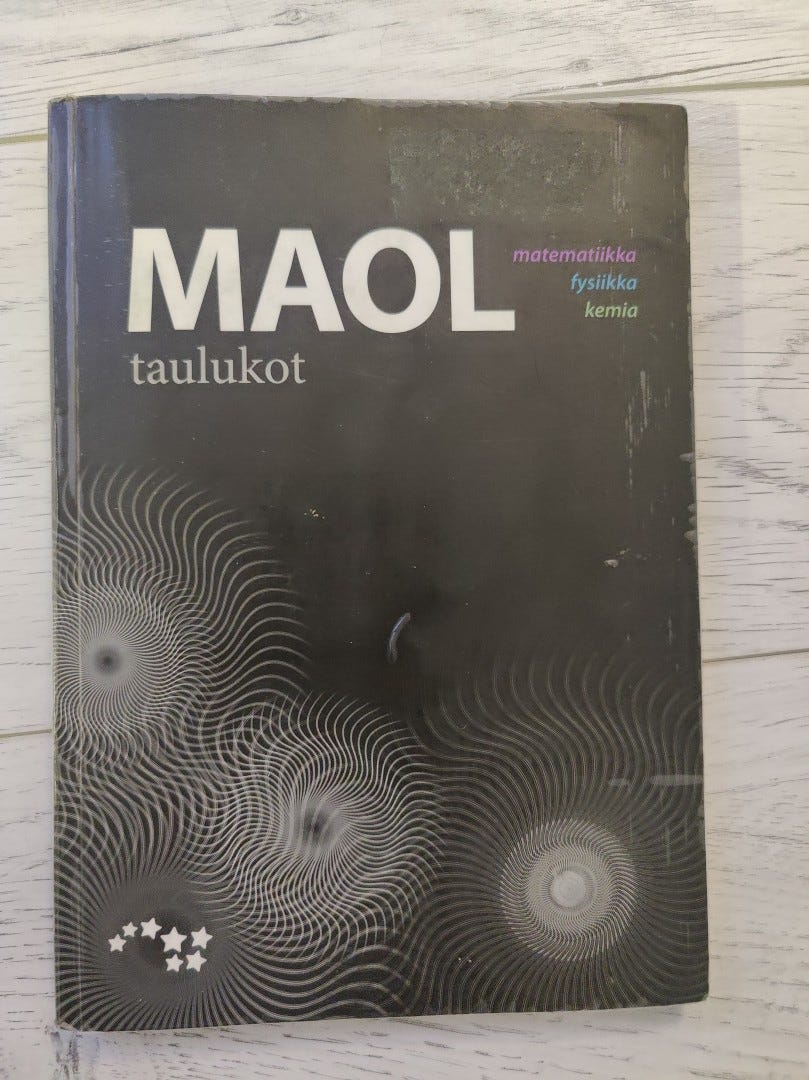 MAOL
taulukot
matematiikka
fysiikka
kemia